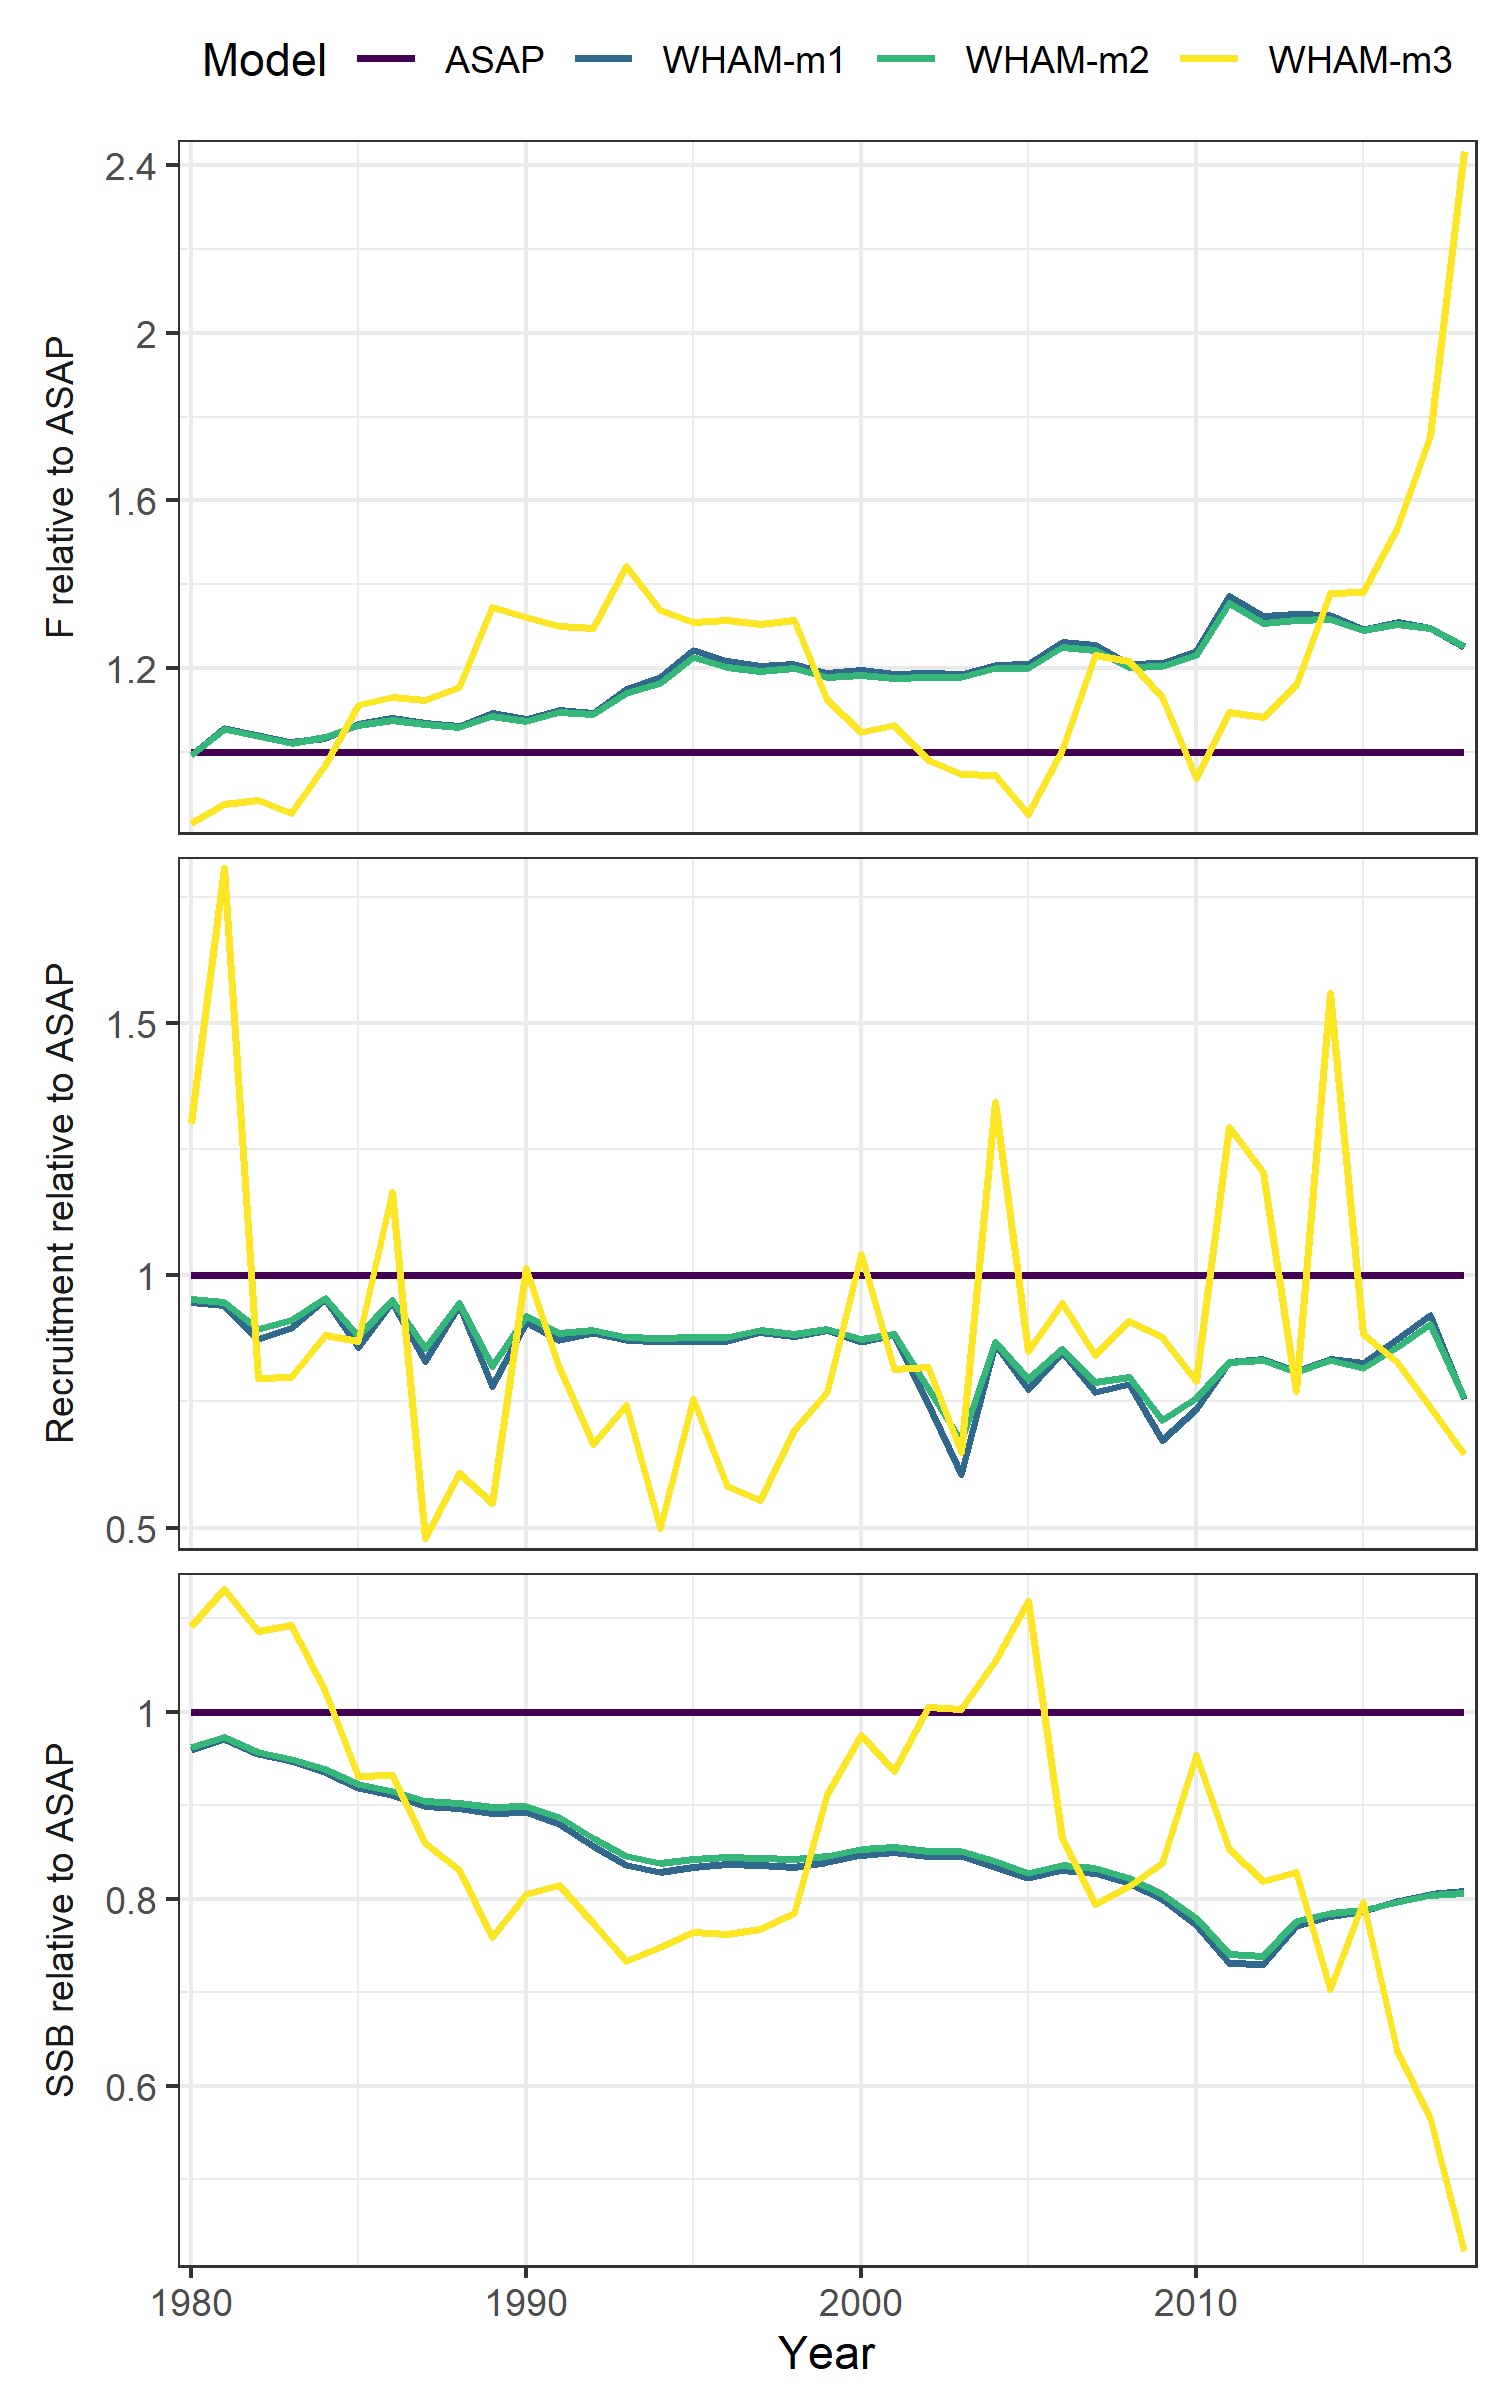 Model ASAP WHAM-m1 WHAM-m2 WHAM-m3
F relative to ASAP
2.4
2
1.6
1.2
Recruitment relative to ASAP
1.5
1
0.5
SSB relative to ASAP
1
0.8
0.6
1980 1990 2000 2010
Year